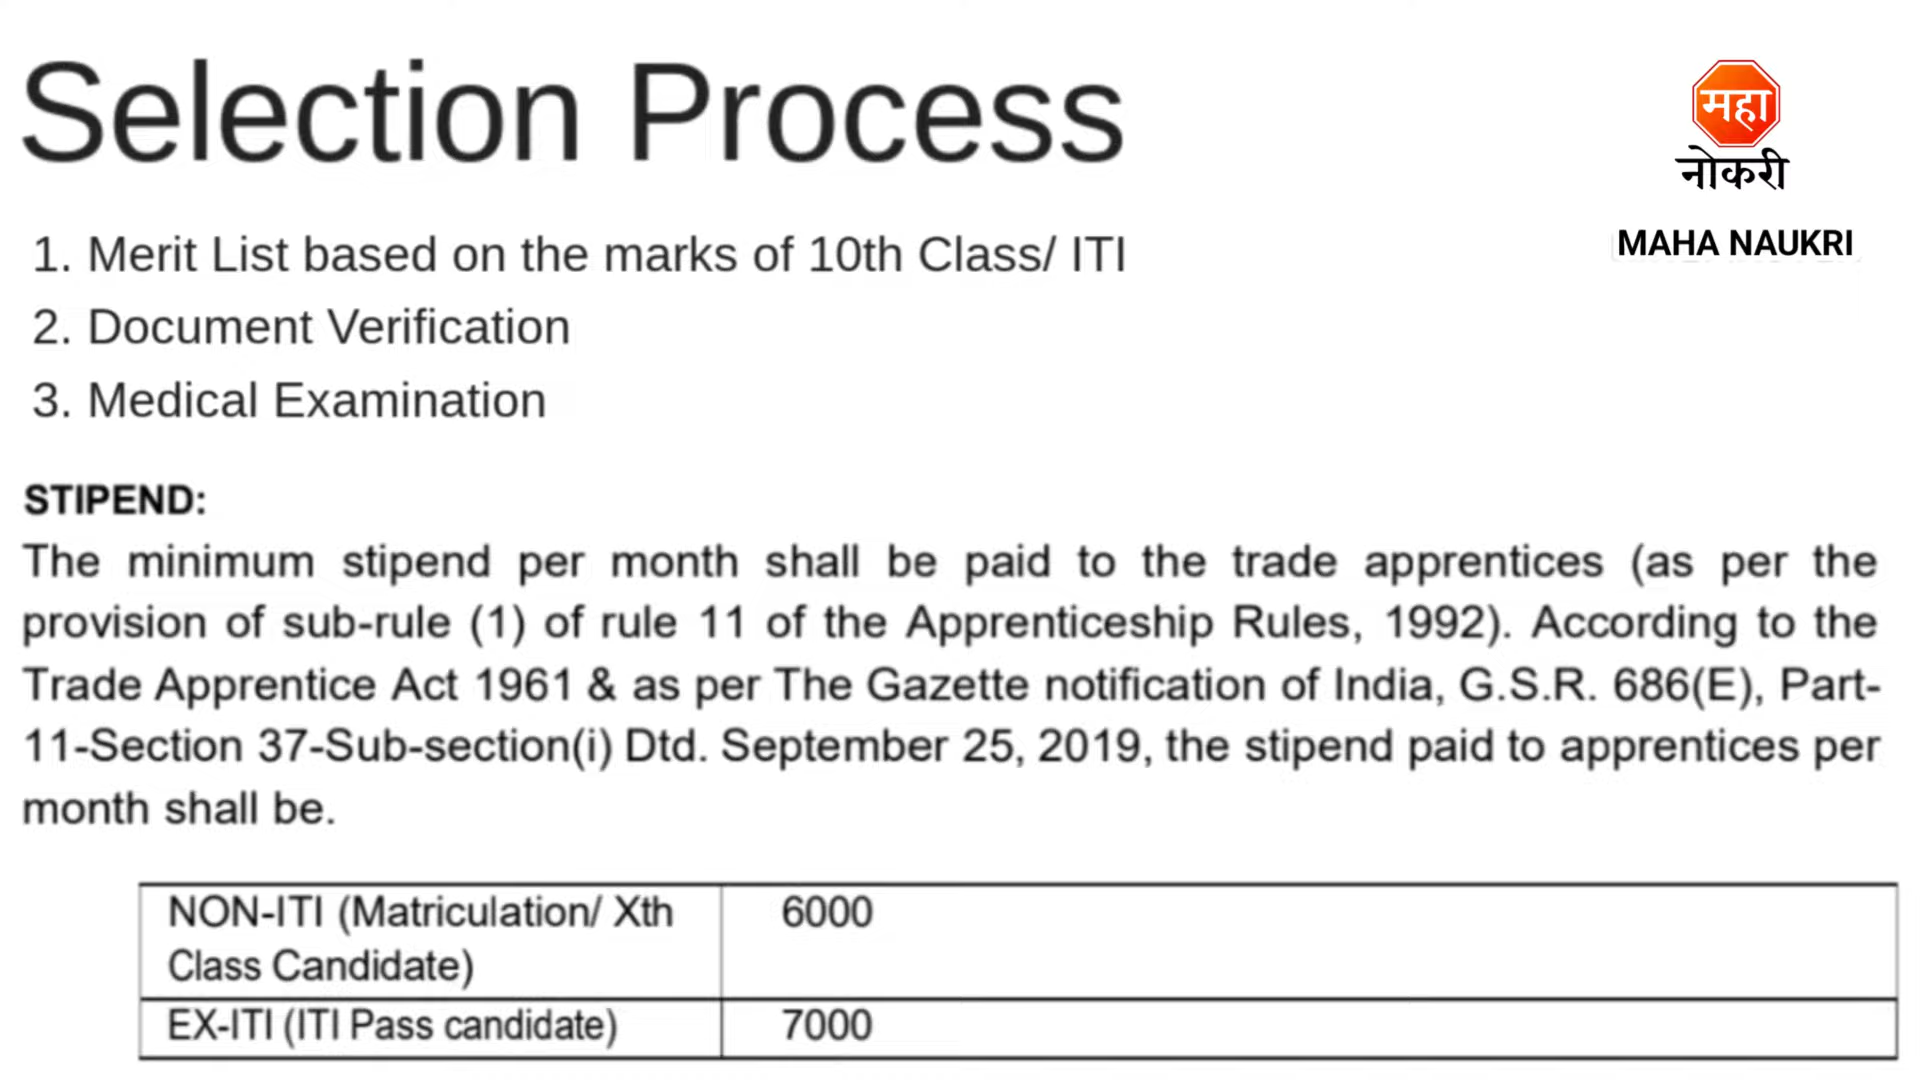 Selection Process
महा
नोकरी
MAHA NAUKRI
1. Merit List based on the marks of 10th Class/ ITI
2. Document Verification
3. Medical Examination
STIPEND:
The minimum stipend per month shall be paid to the trade apprentices (as per the
provision of sub-rule (1) of rule 11 of the Apprenticeship Rules, 1992). According to the
Trade Apprentice Act 1961 & as per The Gazette notification of India, G.S.R. 686(E), Part-
11-Section 37-Sub-section(i) Dtd. September 25, 2019, the stipend paid to apprentices per
month shall be.
NON-ITI (Matriculation/ Xth 6000
Class Candidate)
EX-ITI (ITI Pass candidate) 7000